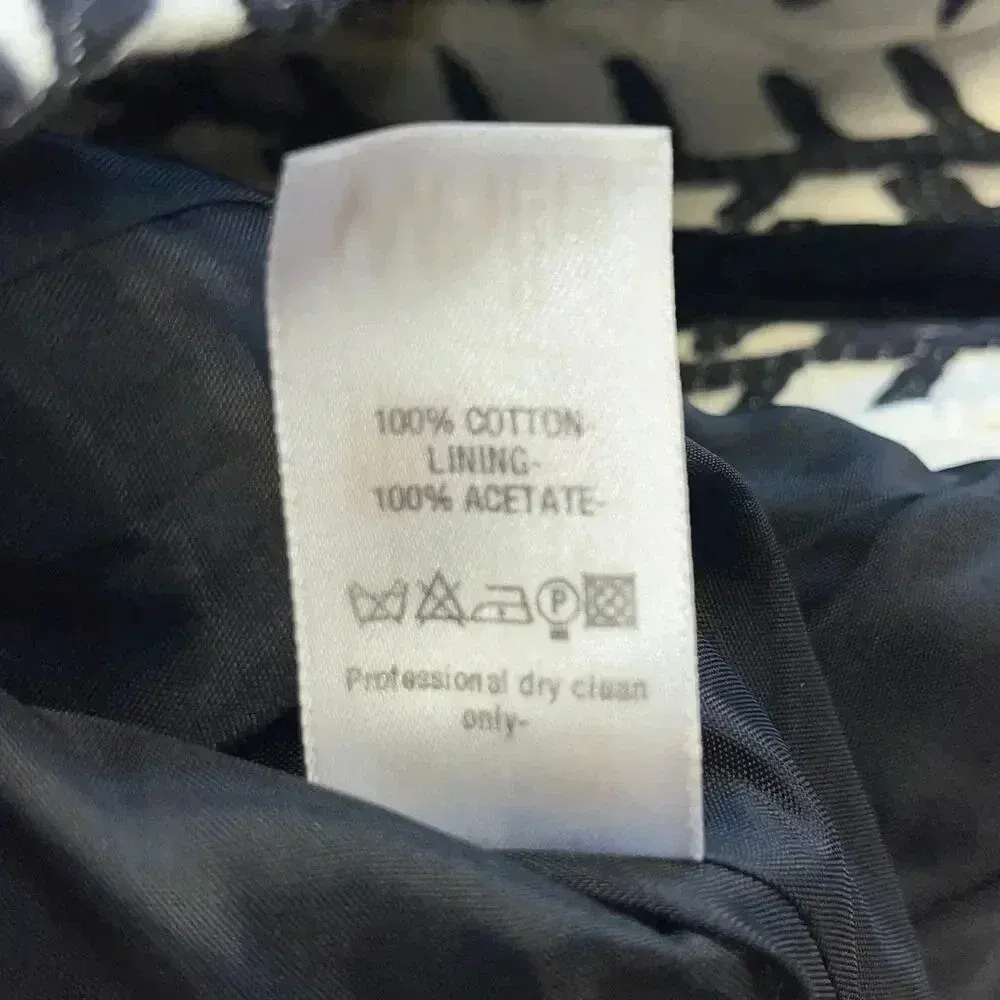 100% COTTON-
LINING-
100% ACETATE-
P
Professional dry clean
only-